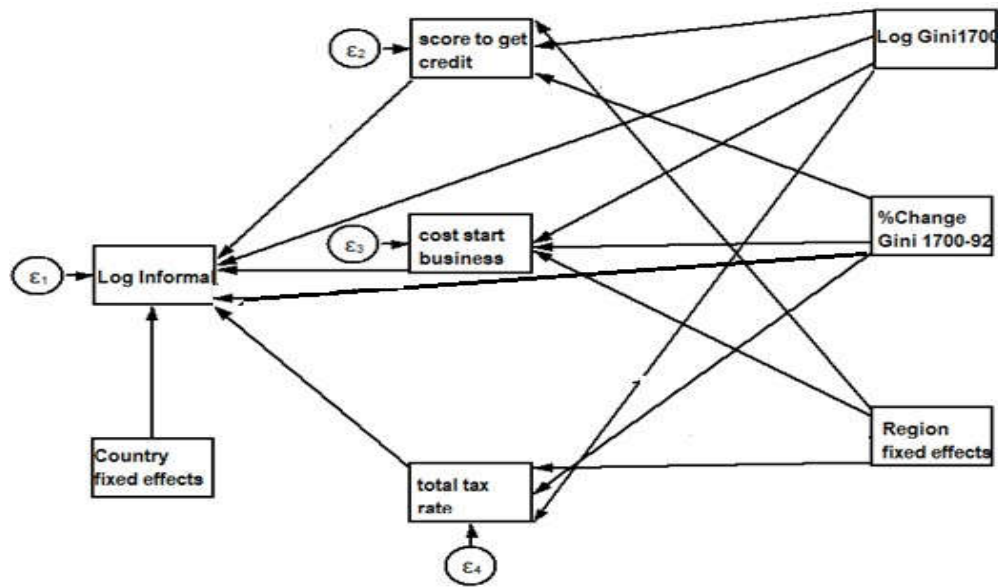 ε2
score to get
credit
Log Gini1700
ε3
cost start
business
%Change
Gini 1700-92
ε1
Log Informal
Country
fixed effects
total tax
rate
Region
fixed effects
ε4